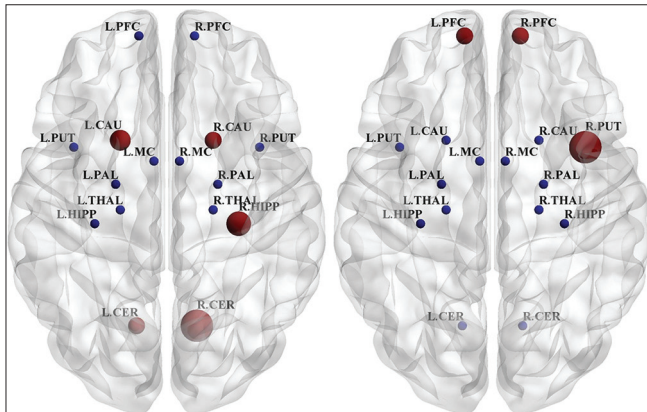 L.PFC
R.PFC
L.CAU
R.CAU
L.PUT
R.PUT
L.MC
R.MC
L.PAL
R.PAL
L.THAL
R.THAL
L.HIPP
R.HIPP
L.CER
R.CER
L.PFC
R.PFC
L.CAU
R.CAU
L.PUT
R.PUT
L.MC
R.MC
L.PAL
R.PAL
L.THAL
R.THAL
L.HIPP
R.HIPP
L.CER
R.CER